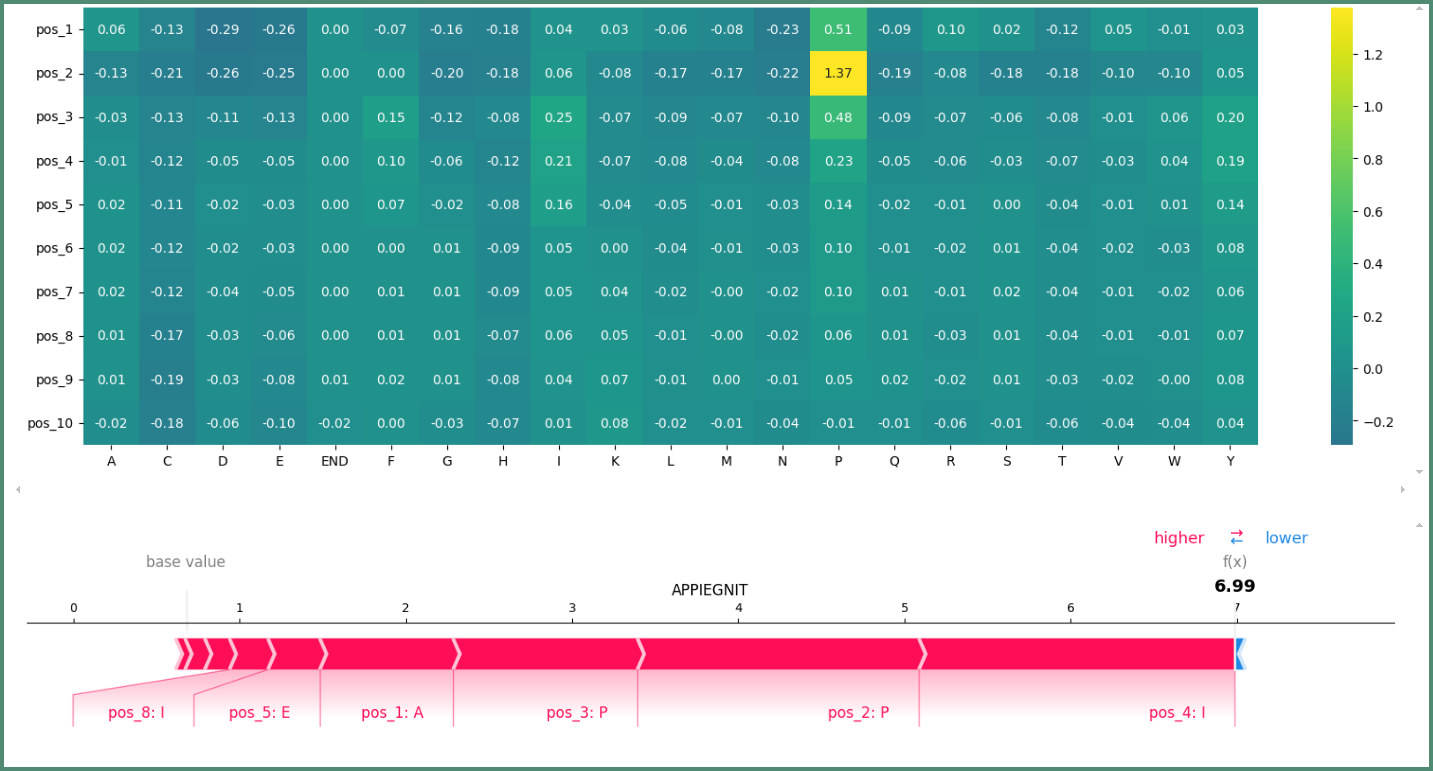 pos_1 0.06 -0.13 -0.29 -0.26 0.00 -0.07 -0.16 -0.18 0.04 0.03 -0.06 -0.08 -0.23 0.51 -0.09 0.10 0.02 -0.12 0.05 -0.01 0.03
pos_2 -0.13 -0.21 -0.26 -0.25 0.00 0.00 -0.20 -0.18 0.06 -0.08 -0.17 -0.17 -0.22 1.37 -0.19 -0.08 -0.18 -0.18 -0.10 -0.10 0.05
pos_3 -0.03 -0.13 -0.11 -0.13 0.00 0.15 -0.12 -0.08 0.25 -0.07 -0.09 -0.07 -0.10 0.48 -0.09 -0.07 -0.06 -0.08 -0.01 0.06 0.20
pos_4 -0.01 -0.12 -0.05 -0.05 0.00 0.10 -0.06 -0.12 0.21 -0.07 -0.08 -0.04 -0.08 0.23 -0.05 -0.06 -0.03 -0.07 -0.03 0.04 0.19
pos_5 0.02 -0.11 -0.02 -0.03 0.00 0.07 -0.02 -0.08 0.16 -0.04 -0.05 -0.01 -0.03 0.14 -0.02 -0.01 0.00 -0.04 -0.01 0.01 0.14
pos_6 0.02 -0.12 -0.02 -0.03 0.00 0.00 0.01 -0.09 0.05 0.00 -0.04 -0.01 -0.03 0.10 -0.01 -0.02 0.01 -0.04 -0.02 -0.03 0.08
pos_7 0.02 -0.12 -0.04 -0.05 0.00 0.01 0.01 -0.09 0.05 0.04 -0.02 -0.00 -0.02 0.10 0.01 -0.01 0.02 -0.04 -0.01 -0.02 0.06
pos_8 0.01 -0.17 -0.03 -0.06 0.00 0.01 0.01 -0.07 0.06 0.05 -0.01 -0.00 -0.02 0.06 0.01 -0.03 0.01 -0.04 -0.01 -0.01 0.07
pos_9 0.01 -0.19 -0.03 -0.08 0.01 0.02 0.01 -0.08 0.04 0.07 -0.01 0.00 -0.01 0.05 0.02 -0.02 0.01 -0.03 -0.02 -0.00 0.08
pos_10 -0.02 -0.18 -0.06 -0.10 -0.02 0.00 -0.03 -0.07 0.01 0.08 -0.02 -0.01 -0.04 -0.01 -0.01 -0.06 -0.01 -0.06 -0.04 -0.04 0.04
A C D E END F G H I K L M N P Q R S T V W Y
1.2
1.0
0.8
0.6
0.4
0.2
0.0
−0.2
higher lower
base value f(x)
APPIEGNIT 6.99
0 1 2 3 4 5 6 7
pos_8: I pos_5: E pos_1: A pos_3: P pos_2: P pos_4: I